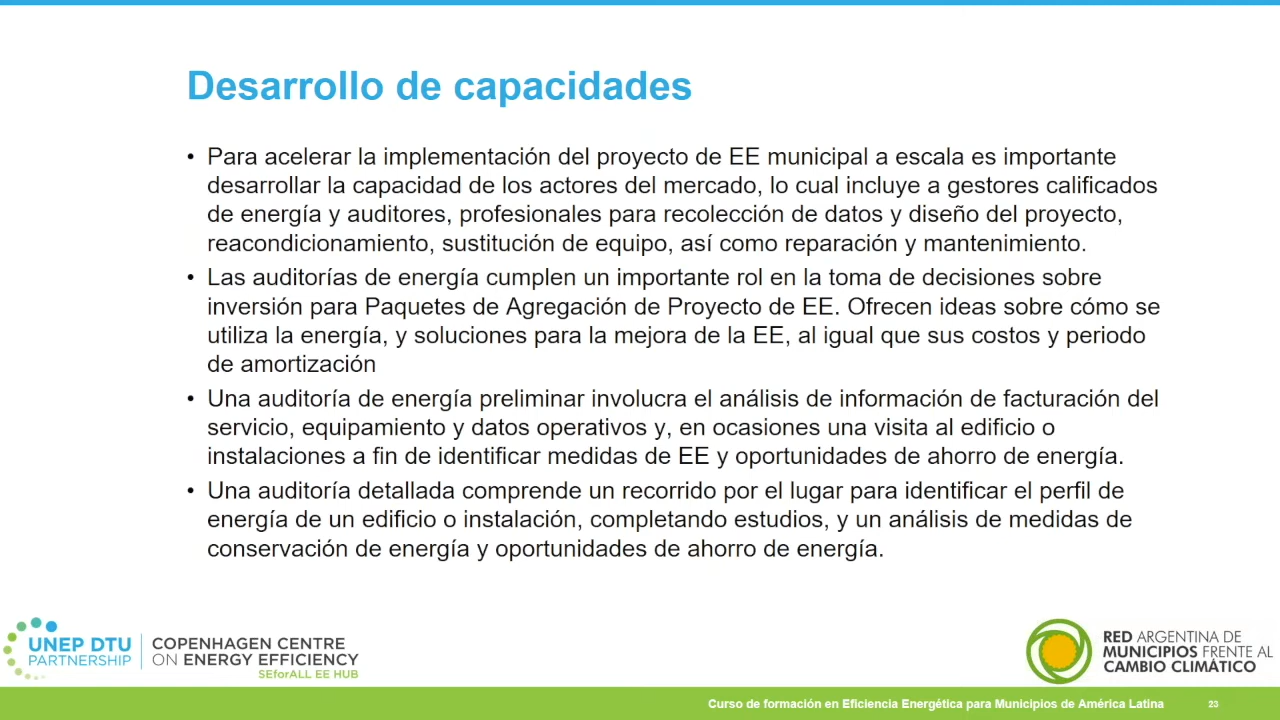 Desarrollo de capacidades
• Para acelerar la implementación del proyecto de EE municipal a escala es importante
desarrollar la capacidad de los actores del mercado, lo cual incluye a gestores calificados
de energía y auditores, profesionales para recolección de datos y diseño del proyecto,
reacondicionamiento, sustitución de equipo, así como reparación y mantenimiento.
• Las auditorías de energía cumplen un importante rol en la toma de decisiones sobre
inversión para Paquetes de Agregación de Proyecto de EE. Ofrecen ideas sobre cómo se
utiliza la energía, y soluciones para la mejora de la EE, al igual que sus costos y periodo
de amortización
• Una auditoría de energía preliminar involucra el análisis de información de facturación del
servicio, equipamiento y datos operativos y, en ocasiones una visita al edificio o
instalaciones a fin de identificar medidas de EE y oportunidades de ahorro de energía.
• Una auditoría detallada comprende un recorrido por el lugar para identificar el perfil de
energía de un edificio o instalación, completando estudios, y un análisis de medidas de
conservación de energía y oportunidades de ahorro de energía.
UNEP DTU
PARTNERSHIP
COPENHAGEN CENTRE
ON ENERGY EFFICIENCY
SEforALL EE HUB
RED ARGENTINA DE
MUNICIPIOS FRENTE AL
CAMBIO CLIMÁTICO
Curso de formación en Eficiencia Energética para Municipios de América Latina
23